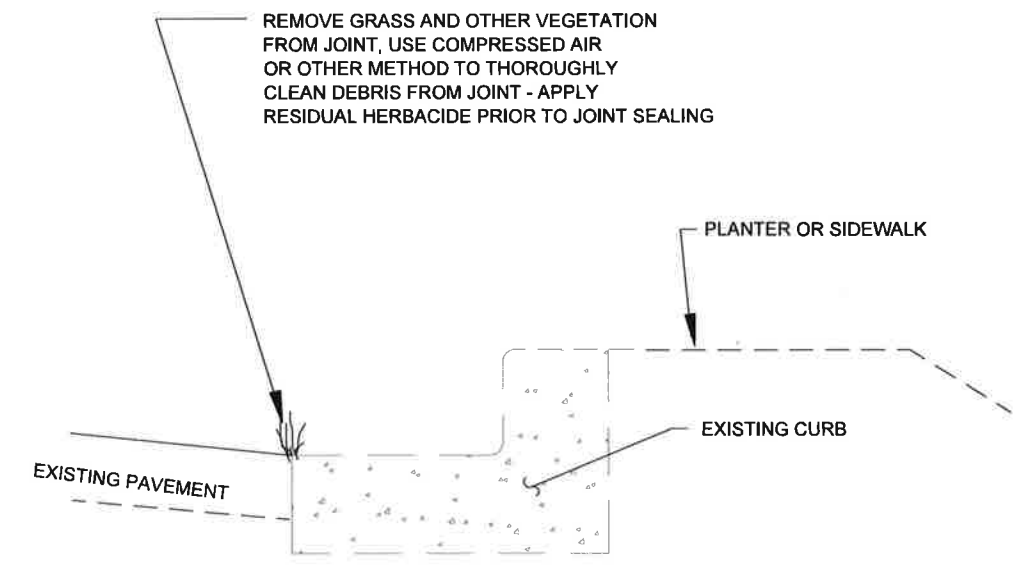 REMOVE GRASS AND OTHER VEGETATION
FROM JOINT, USE COMPRESSED AIR
OR OTHER METHOD TO THOROUGHLY
CLEAN DEBRIS FROM JOINT - APPLY
RESIDUAL HERBACIDE PRIOR TO JOINT SEALING
PLANTER OR SIDEWALK
EXISTING CURB
EXISTING PAVEMENT